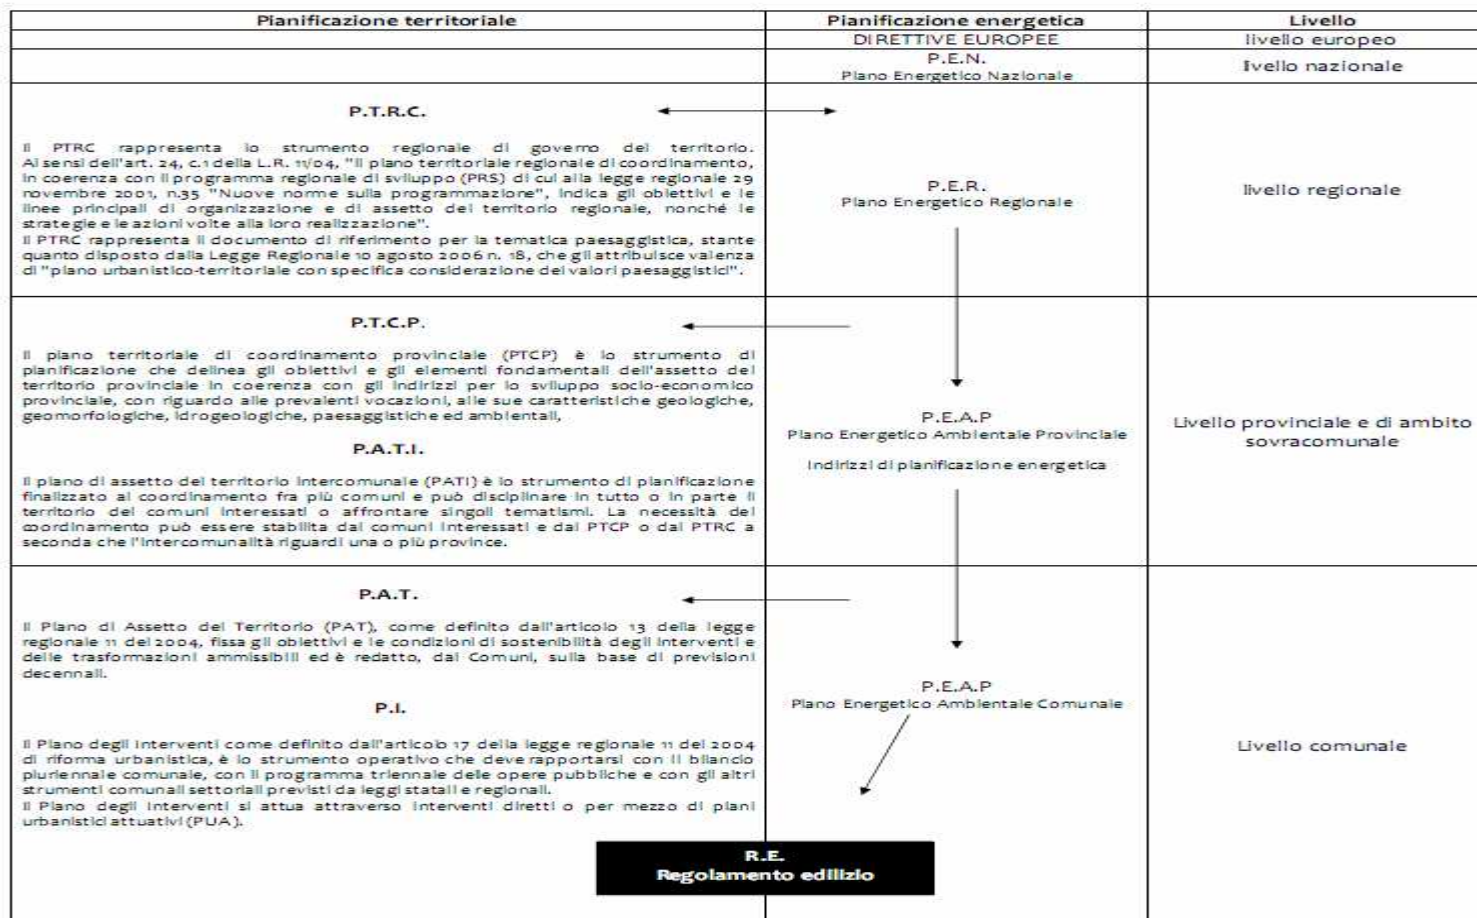 Pianificazione territoriale
Pianificazione energetica
Livello
DIRETTIVE EUROPEE
livello europeo
P.E.N.
Piano Energetico Nazionale
livello nazionale
P.T.R.C.
Il PTRC rappresenta lo strumento regionale di governo del territorio.
Ai sensi dell'art. 24, c.1 della L.R. 11/04, "Il piano territoriale regionale di coordinamento,
in coerenza con il programma regionale di sviluppo (PRS) di cui alla legge regionale 29
novembre 2001, n.35 "Nuove norme sulla programmazione", indica gli obiettivi e le
linee principali di organizzazione e di assetto del territorio regionale, nonché le
strategie e le azioni volte alla loro realizzazione".
Il PTRC rappresenta il documento di riferimento per la tematica paesaggistica, stante
quanto disposto dalla Legge Regionale 10 agosto 2006 n. 18, che gli attribuisce valenza
di "piano urbanistico-territoriale con specifica considerazione dei valori paesaggistici".
P.E.R.
Piano Energetico Regionale
livello regionale
P.T.C.P.
Il piano territoriale di coordinamento provinciale (PTCP) è lo strumento di
pianificazione che delinea gli obiettivi e gli elementi fondamentali dell'assetto del
territorio provinciale in coerenza con gli indirizzi per lo sviluppo socio-economico
provinciale, con riguardo alle prevalenti vocazioni, alle sue caratteristiche geologiche,
geomorfologiche, idrogeologiche, paesaggistiche ed ambientali,
P.A.T.I.
Il piano di assetto del territorio intercomunale (PATI) è lo strumento di pianificazione
finalizzato al coordinamento fra più comuni e può disciplinare in tutto o in parte il
territorio dei comuni interessati o affrontare singoli tematismi. La necessità del
coordinamento può essere stabilita dai comuni interessati e dal PTCP o dal PTRC a
seconda che l'intercomunalità riguardi una o più province.
P.E.A.P
Piano Energetico Ambientale Provinciale
Indirizzi di pianificazione energetica
Livello provinciale e di ambito
sovracomunale
P.A.T.
Il Piano di Assetto del Territorio (PAT), come definito dall'articolo 13 della legge
regionale 11 del 2004, fissa gli obiettivi e le condizioni di sostenibilità degli interventi e
delle trasformazioni ammissibili ed è redatto, dai Comuni, sulla base di previsioni
decennali.
P.I.
Il Piano degli Interventi come definito dall'articolo 17 della legge regionale 11 del 2004
di riforma urbanistica, è lo strumento operativo che deve rapportarsi con il bilancio
pluriennale comunale, con il programma triennale delle opere pubbliche e con gli altri
strumenti comunali settoriali previsti da leggi statali e regionali.
Il Piano degli Interventi si attua attraverso interventi diretti o per mezzo di piani
urbanistici attuativi (PUA).
P.E.A.P
Piano Energetico Ambientale Comunale
Livello comunale
R.E.
Regolamento edilizio